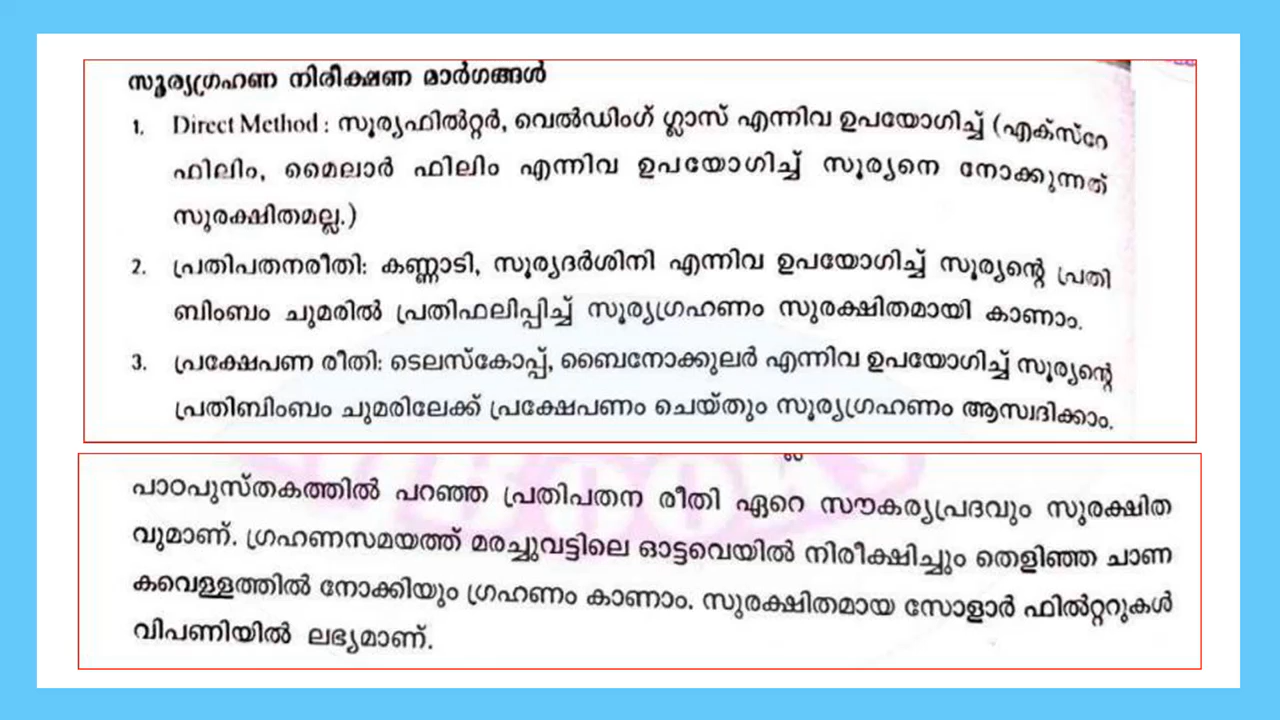 സൂര്യഗ്രഹണ നിരീക്ഷണ മാർഗങ്ങൾ
1. Direct Method : സൂര്യഫിൽറ്റർ, വെൽഡിംഗ് ഗ്ലാസ് എന്നിവ ഉപയോഗിച്ച് (എക്സ്റേ
ഫിലിം, മൈലാർ ഫിലിം എന്നിവ ഉപയോഗിച്ച് സൂര്യനെ നോക്കുന്നത്
സുരക്ഷിതമല്ല.)
2. പ്രതിപതനരീതി: കണ്ണാടി, സൂര്യദർശിനി എന്നിവ ഉപയോഗിച്ച് സൂര്യന്റെ പ്രതി
ബിംബം ചുമരിൽ പ്രതിഫലിപ്പിച്ച് സൂര്യഗ്രഹണം സുരക്ഷിതമായി കാണാം.
3. പ്രക്ഷേപണ രീതി: ടെലസ്കോപ്പ്, ബൈനോക്കുലർ എന്നിവ ഉപയോഗിച്ച് സൂര്യന്റെ
പ്രതിബിംബം ചുമരിലേക്ക് പ്രക്ഷേപണം ചെയ്തും സൂര്യഗ്രഹണം ആസ്വദിക്കാം.
പാഠപുസ്തകത്തിൽ പറഞ്ഞ പ്രതിപതന രീതി ഏറെ സൗകര്യപ്രദവും സുരക്ഷിത
വുമാണ്. ഗ്രഹണസമയത്ത് മരച്ചുവട്ടിലെ ഓട്ടവെയിൽ നിരീക്ഷിച്ചും തെളിഞ്ഞ ചാണ
കവെള്ളത്തിൽ നോക്കിയും ഗ്രഹണം കാണാം. സുരക്ഷിതമായ സോളാർ ഫിൽറ്ററുകൾ
വിപണിയിൽ ലഭ്യമാണ്.